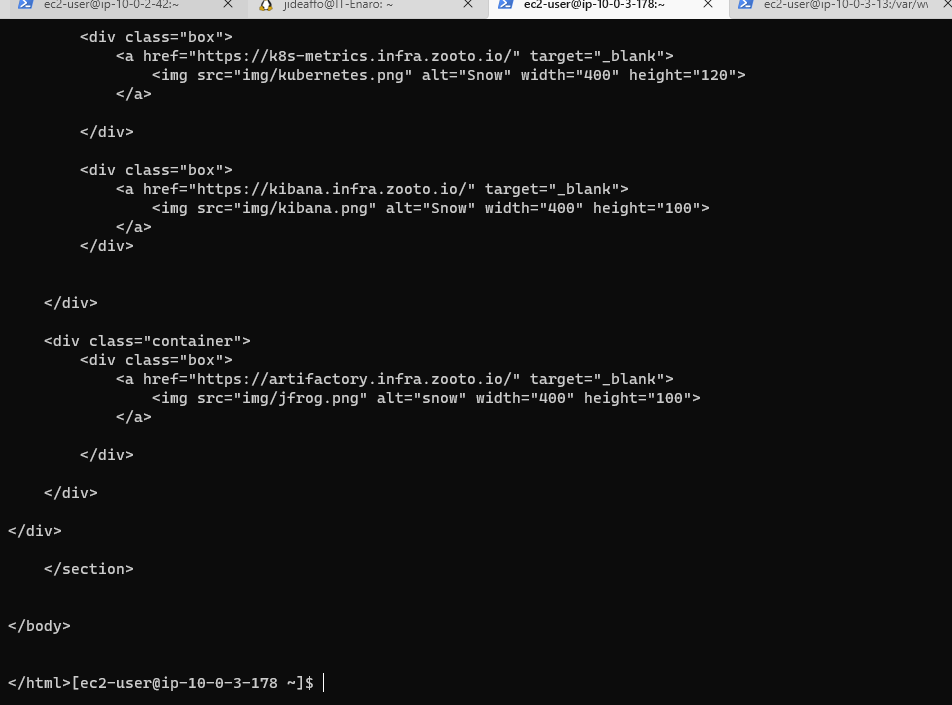 ec2-user@ip-10-0-2-42:~ jideaffo@IT-Enaro: ~ ec2-user@ip-10-0-3-178:~ ec2-user@ip-10-0-3-13:/var/w
<div class="box">
<a href="https://k8s-metrics.infra.zooto.io/" target="_blank">
<img src="img/kubernetes.png" alt="Snow" width="400" height="120">
</a>
</div>
<div class="box">
<a href="https://kibana.infra.zooto.io/" target="_blank">
<img src="img/kibana.png" alt="Snow" width="400" height="100">
</a>
</div>
</div>
<div class="container">
<div class="box">
<a href="https://artifactory.infra.zooto.io/" target="_blank">
<img src="img/jfrog.png" alt="snow" width="400" height="100">
</a>
</div>
</div>
</div>
</section>
</body>
</html>[ec2-user@ip-10-0-3-178 ~]$